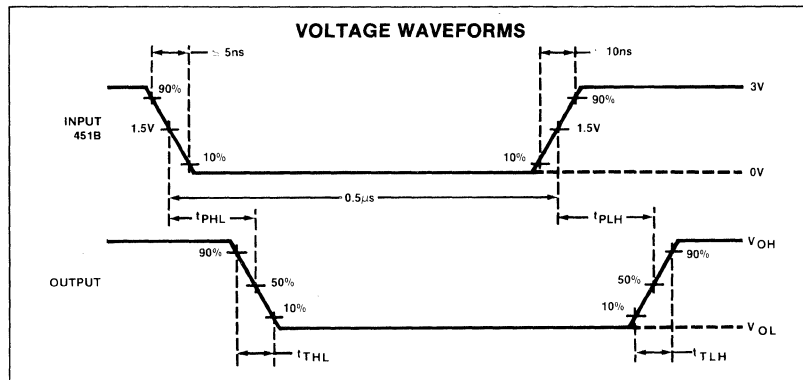 VOLTAGE WAVEFORMS
≤ 5ns
10ns
90%
3V
90%
INPUT
451B
1.5V
1.5V
10%
10%
0V
0.5μs
tPHL
tPLH
VOH
90%
90%
OUTPUT
50%
50%
10%
10%
VOL
tTHL
tTLH